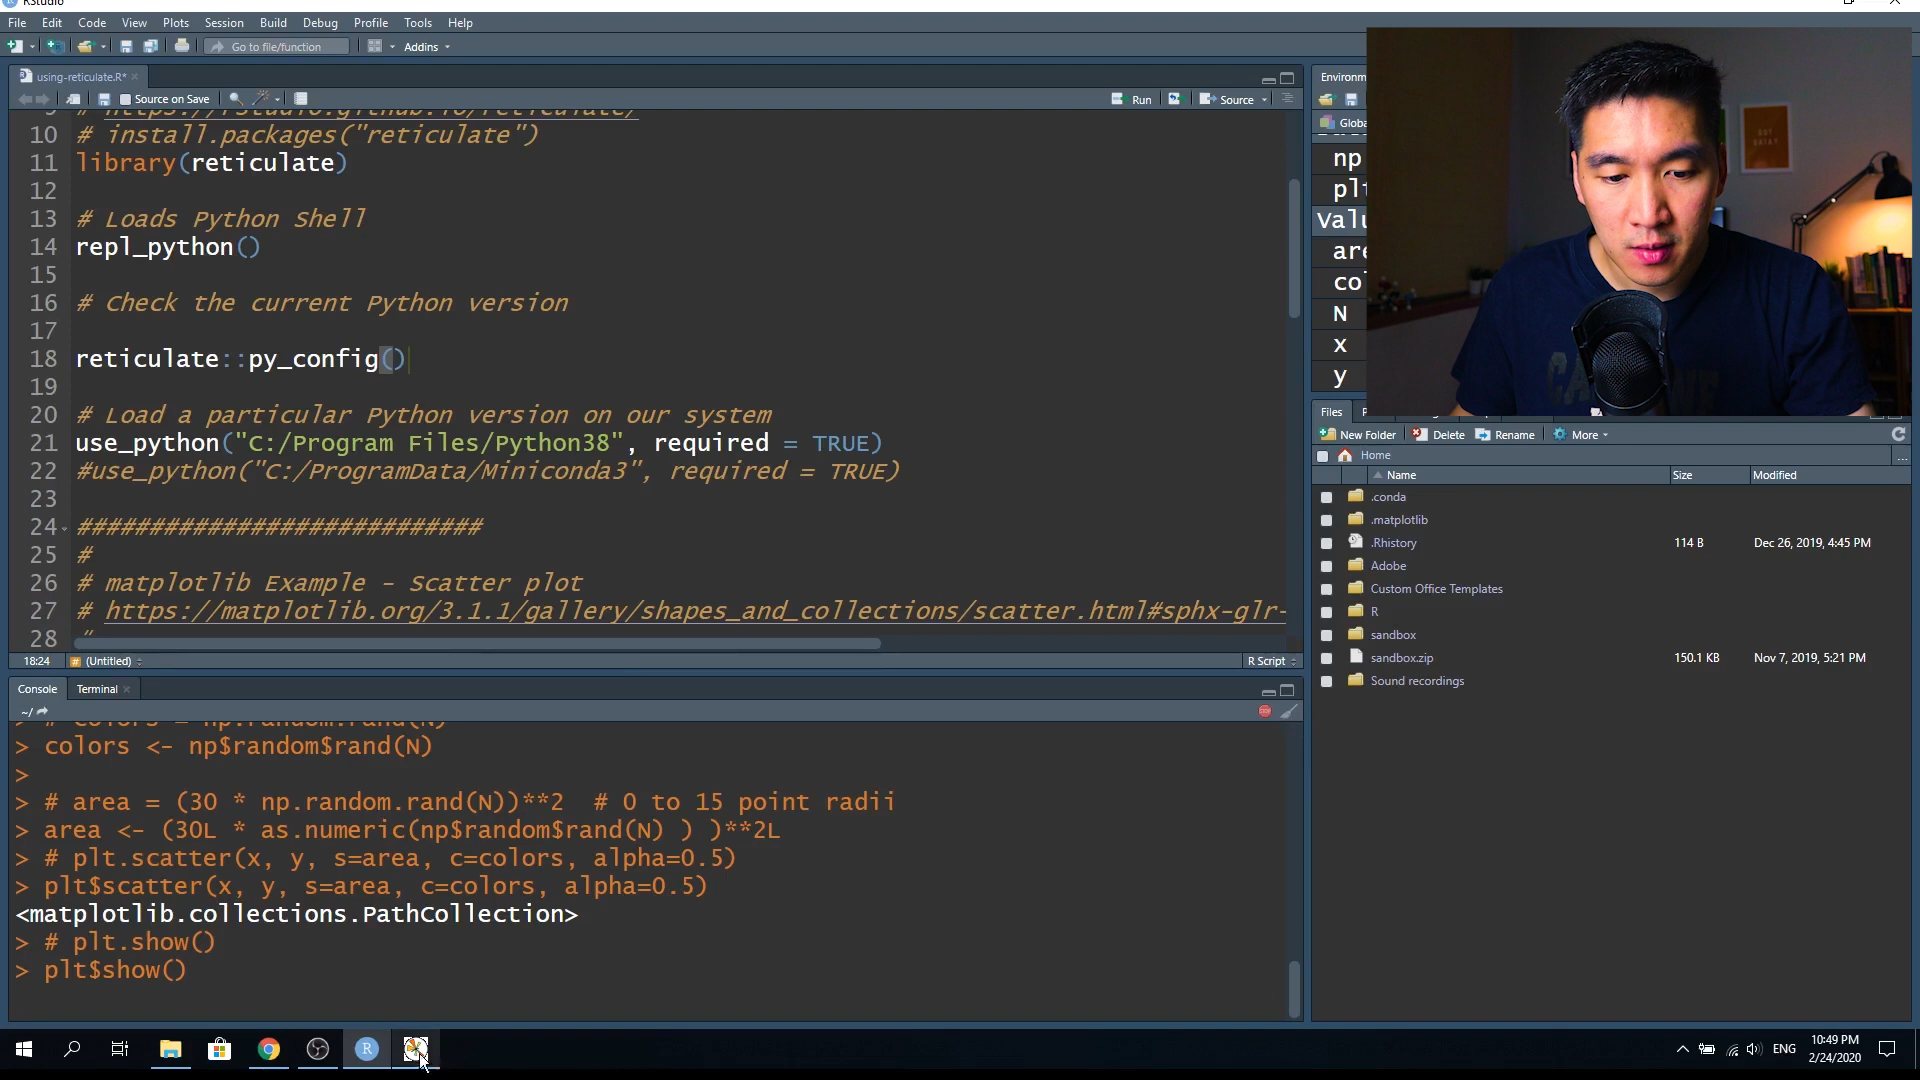 RStudio
File Edit Code View Plots Session Build Debug Profile Tools Help
Go to file/function Addins
using-reticulate.R*
Source on Save Run Source
9 # https://rstudio.github.io/reticulate/
10 # install.packages("reticulate")
11 library(reticulate)
12
13 # Loads Python Shell
14 repl_python()
15
16 # Check the current Python version
17
18 reticulate::py_config()
19
20 # Load a particular Python version on our system
21 use_python("C:/Program Files/Python38", required = TRUE)
22 #use_python("C:/ProgramData/Miniconda3", required = TRUE)
23
24 ############################
25 #
26 # matplotlib Example - Scatter plot
27 # https://matplotlib.org/3.1.1/gallery/shapes_and_collections/scatter.html#sphx-glr-
28 #
18:24 # (Untitled) R Script
Console Terminal
~/
> # colors = np.random.rand(N)
> colors <- np$random$rand(N)
>
> # area = (30 * np.random.rand(N))**2 # 0 to 15 point radii
> area <- (30L * as.numeric(np$random$rand(N) ) )**2L
> # plt.scatter(x, y, s=area, c=colors, alpha=0.5)
> plt$scatter(x, y, s=area, c=colors, alpha=0.5)
<matplotlib.collections.PathCollection>
> # plt.show()
> plt$show()
Environm
Globa
np
plt
Valu
are
co
N
x
y
Files
New Folder Delete Rename More
Home ...
Name Size Modified
.conda
.matplotlib
.Rhistory 114 B Dec 26, 2019, 4:45 PM
Adobe
Custom Office Templates
R
sandbox
sandbox.zip 150.1 KB Nov 7, 2019, 5:21 PM
Sound recordings
R
ENG
10:49 PM
2/24/2020